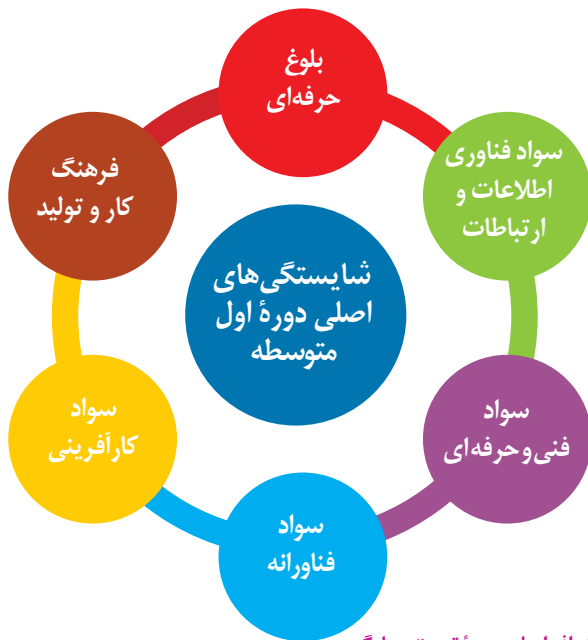 بلوغ
حرفه‌ای
سواد فناوری
اطلاعات و
ارتباطات
سواد
فنی‌و‌حرفه‌ای
سواد
فناورانه
سواد
کارآفرینی
فرهنگ
کار و تولید
شایستگی‌های
اصلی دورهٔ اول
متوسطه